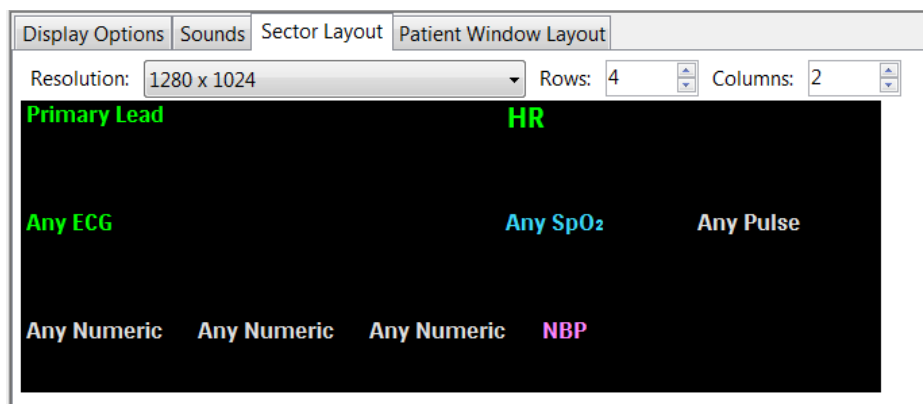 Display Options Sounds Sector Layout Patient Window Layout
Resolution: 1280 x 1024 Rows: 4 Columns: 2
Primary Lead HR
Any ECG Any SpO₂ Any Pulse
Any Numeric Any Numeric Any Numeric NBP